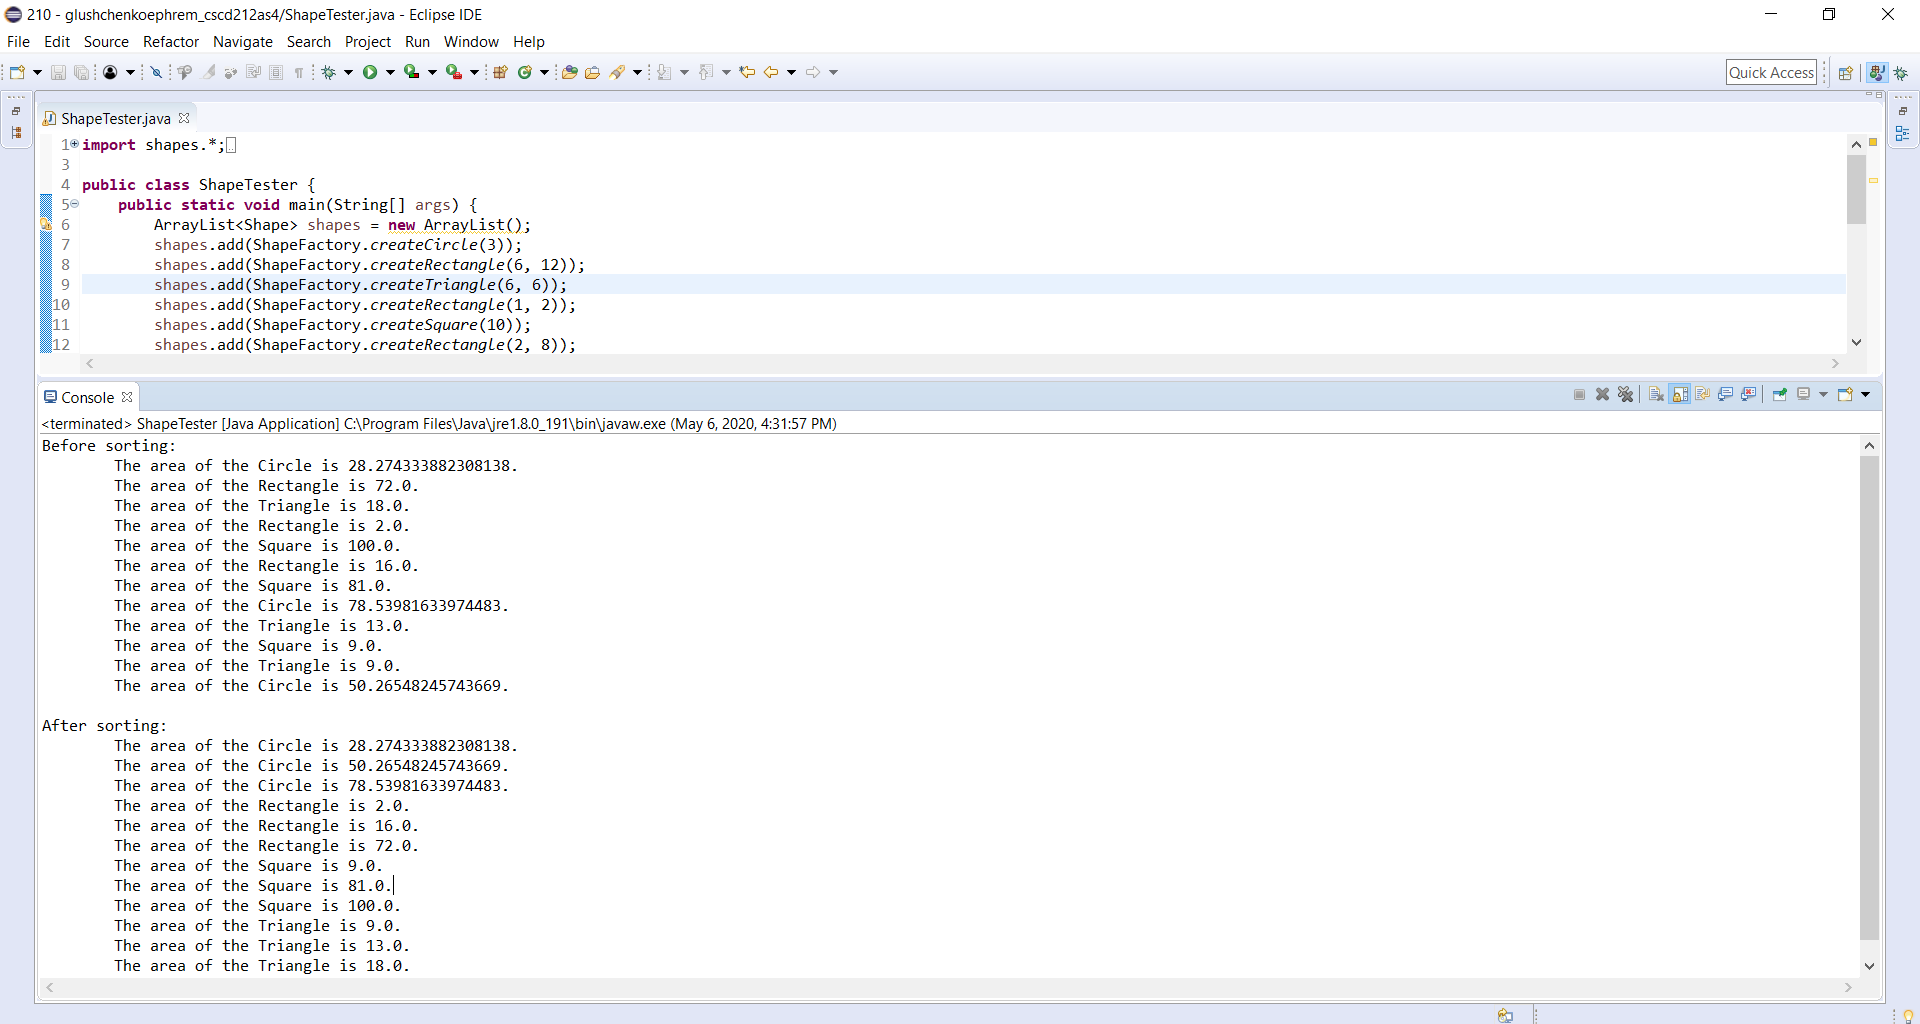 210 - glushchenkoephrem_cscd212as4/ShapeTester.java - Eclipse IDE
File Edit Source Refactor Navigate Search Project Run Window Help
Quick Access
ShapeTester.java
1 import shapes.*;
3
4 public class ShapeTester {
5 public static void main(String[] args) {
6 ArrayList<Shape> shapes = new ArrayList();
7 shapes.add(ShapeFactory.createCircle(3));
8 shapes.add(ShapeFactory.createRectangle(6, 12));
9 shapes.add(ShapeFactory.createTriangle(6, 6));
10 shapes.add(ShapeFactory.createRectangle(1, 2));
11 shapes.add(ShapeFactory.createSquare(10));
12 shapes.add(ShapeFactory.createRectangle(2, 8));
Console
<terminated> ShapeTester [Java Application] C:\Program Files\Java\jre1.8.0_191\bin\javaw.exe (May 6, 2020, 4:31:57 PM)
Before sorting:
The area of the Circle is 28.274333882308138.
The area of the Rectangle is 72.0.
The area of the Triangle is 18.0.
The area of the Rectangle is 2.0.
The area of the Square is 100.0.
The area of the Rectangle is 16.0.
The area of the Square is 81.0.
The area of the Circle is 78.53981633974483.
The area of the Triangle is 13.0.
The area of the Square is 9.0.
The area of the Triangle is 9.0.
The area of the Circle is 50.26548245743669.
After sorting:
The area of the Circle is 28.274333882308138.
The area of the Circle is 50.26548245743669.
The area of the Circle is 78.53981633974483.
The area of the Rectangle is 2.0.
The area of the Rectangle is 16.0.
The area of the Rectangle is 72.0.
The area of the Square is 9.0.
The area of the Square is 81.0.
The area of the Square is 100.0.
The area of the Triangle is 9.0.
The area of the Triangle is 13.0.
The area of the Triangle is 18.0.